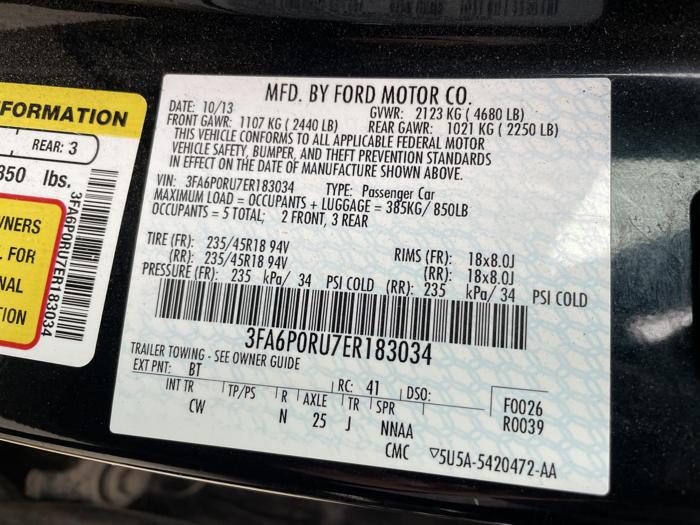 FORMATION
REAR: 3
850 lbs.
WNERS
L FOR
NAL
TION
3FA6P0RU7ER183034
MFD. BY FORD MOTOR CO.
DATE: 10/13 GVWR: 2123 KG ( 4680 LB)
FRONT GAWR: 1107 KG ( 2440 LB) REAR GAWR: 1021 KG ( 2250 LB)
THIS VEHICLE CONFORMS TO ALL APPLICABLE FEDERAL MOTOR
VEHICLE SAFETY, BUMPER, AND THEFT PREVENTION STANDARDS
IN EFFECT ON THE DATE OF MANUFACTURE SHOWN ABOVE.
VIN: 3FA6P0RU7ER183034 TYPE: Passenger Car
MAXIMUM LOAD = OCCUPANTS + LUGGAGE = 385KG/ 850LB
OCCUPANTS = 5 TOTAL; 2 FRONT, 3 REAR
TIRE (FR): 235/45R18 94V RIMS (FR): 18x8.0J
(RR): 235/45R18 94V (RR): 18x8.0J
PRESSURE (FR): 235 kPa/ 34 PSI COLD (RR): 235 kPa/ 34 PSI COLD
3FA6P0RU7ER183034
TRAILER TOWING - SEE OWNER GUIDE
EXT PNT: BT RC: 41 DSO:
INT TR TP/PS R AXLE TR SPR F0026
CW N 25 J NNAA R0039
CMC ▽5U5A-5420472-AA